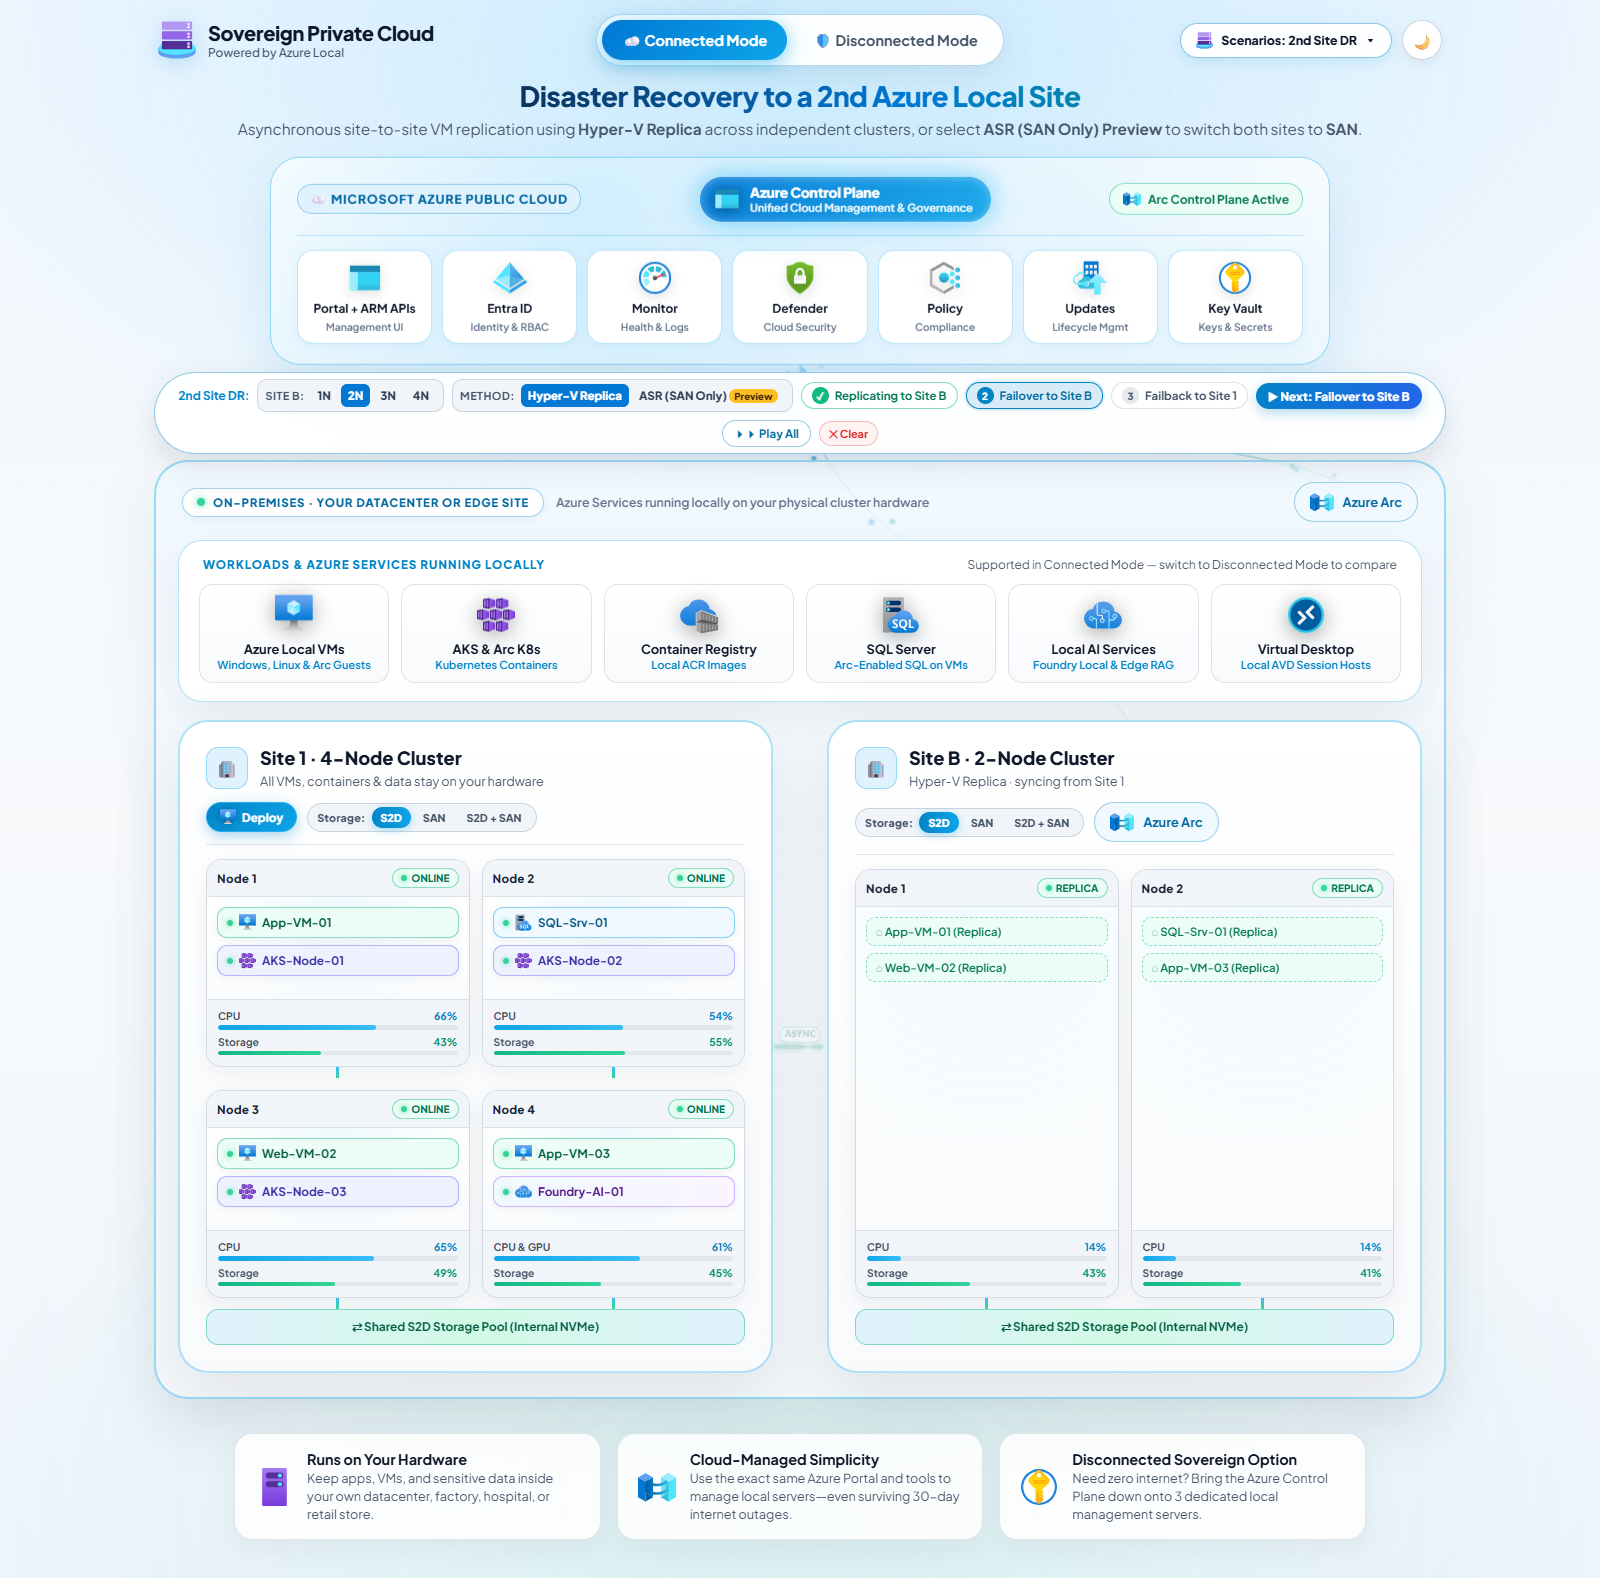 Sovereign Private Cloud
Powered by Azure Local
Connected Mode
Disconnected Mode
Scenarios: 2nd Site DR
Disaster Recovery to a 2nd Azure Local Site
Asynchronous site-to-site VM replication using Hyper-V Replica across independent clusters, or select ASR (SAN Only) Preview to switch both sites to SAN.
MICROSOFT AZURE PUBLIC CLOUD
Azure Control Plane
Unified Cloud Management & Governance
Arc Control Plane Active
Portal + ARM APIs
Management UI
Entra ID
Identity & RBAC
Monitor
Health & Logs
Defender
Cloud Security
Policy
Compliance
Updates
Lifecycle Mgmt
Key Vault
Keys & Secrets
2nd Site DR:
SITE B: 1N 2N 3N 4N
METHOD: Hyper-V Replica ASR (SAN Only) Preview
✓ Replicating to Site B
2 Failover to Site B
3 Failback to Site 1
▶ Next: Failover to Site B
Play All
✕ Clear
ON-PREMISES · YOUR DATACENTER OR EDGE SITE
Azure Services running locally on your physical cluster hardware
Azure Arc
WORKLOADS & AZURE SERVICES RUNNING LOCALLY
Supported in Connected Mode — switch to Disconnected Mode to compare
Azure Local VMs
Windows, Linux & Arc Guests
AKS & Arc K8s
Kubernetes Containers
Container Registry
Local ACR Images
SQL
SQL Server
Arc-Enabled SQL on VMs
Local AI Services
Foundry Local & Edge RAG
Virtual Desktop
Local AVD Session Hosts
Site 1 · 4-Node Cluster
All VMs, containers & data stay on your hardware
Deploy
Storage: S2D SAN S2D + SAN
Node 1
ONLINE
App-VM-01
AKS-Node-01
CPU 66%
Storage 43%
Node 2
ONLINE
SQL-Srv-01
AKS-Node-02
CPU 54%
Storage 55%
Node 3
ONLINE
Web-VM-02
AKS-Node-03
CPU 65%
Storage 49%
Node 4
ONLINE
App-VM-03
Foundry-AI-01
CPU & GPU 61%
Storage 45%
⇄ Shared S2D Storage Pool (Internal NVMe)
ASYNC
Site B · 2-Node Cluster
Hyper-V Replica · syncing from Site 1
Storage: S2D SAN S2D + SAN
Azure Arc
Node 1
REPLICA
App-VM-01 (Replica)
Web-VM-02 (Replica)
CPU 14%
Storage 43%
Node 2
REPLICA
SQL-Srv-01 (Replica)
App-VM-03 (Replica)
CPU 14%
Storage 41%
⇄ Shared S2D Storage Pool (Internal NVMe)
Runs on Your Hardware
Keep apps, VMs, and sensitive data inside
your own datacenter, factory, hospital, or
retail store.
Cloud-Managed Simplicity
Use the exact same Azure Portal and tools to
manage local servers—even surviving 30-day
internet outages.
Disconnected Sovereign Option
Need zero internet? Bring the Azure Control
Plane down onto 3 dedicated local
management servers.